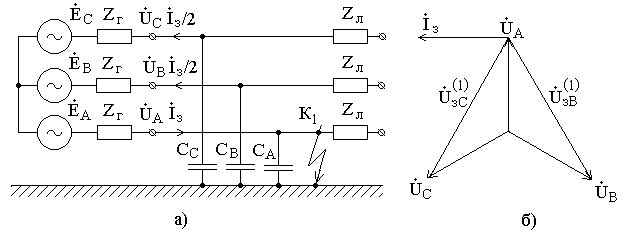 Ė_C Z_г U̇_C İ_з/2 Z_л
Ė_B Z_г U̇_B İ_з/2 Z_л
Ė_A Z_г U̇_A İ_з K_1 Z_л
C_C C_B C_A
а)
İ_з U̇_A
U̇_зC^(1) U̇_зB^(1)
U̇_C U̇_B
б)